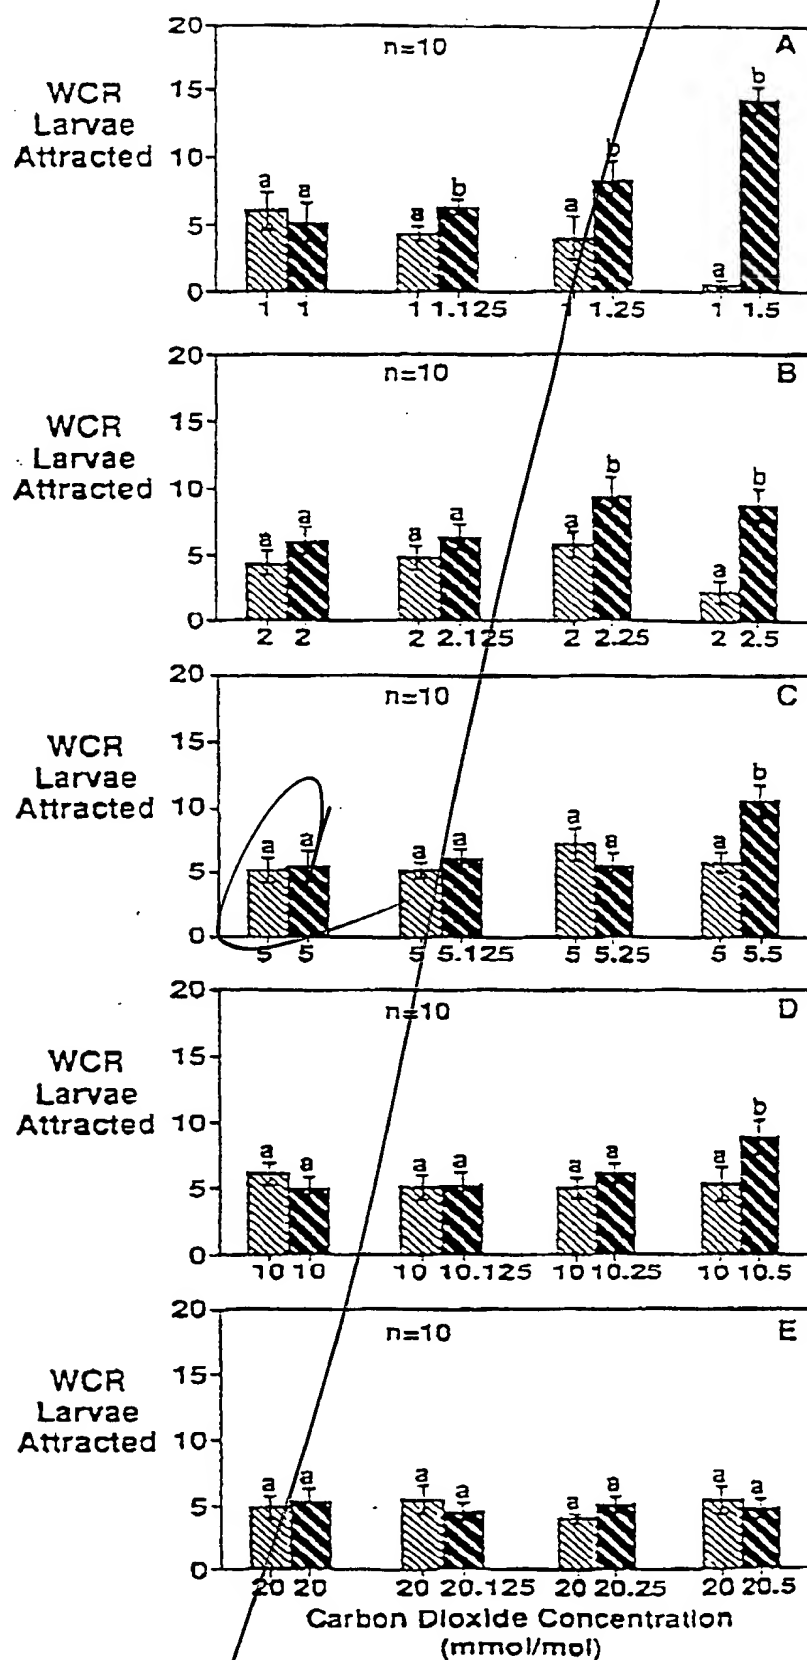 20
n=10
A
WCR
Larvae
Attracted
15
10
5
0
a a
a b
a b
a b
1 1 1 1.125 1 1.25 1 1.5
20
n=10
B
WCR
Larvae
Attracted
15
10
5
0
a a
a a
a b
a b
2 2 2 2.125 2 2.25 2 2.5
20
n=10
C
WCR
Larvae
Attracted
15
10
5
0
a a
a a
a a
a b
5 5 5 5.125 5 5.25 5 5.5
20
n=10
D
WCR
Larvae
Attracted
15
10
5
0
a a
a a
a a
a b
10 10 10 10.125 10 10.25 10 10.5
20
n=10
E
WCR
Larvae
Attracted
15
10
5
0
a a
a a
a a
a a
20 20 20 20.125 20 20.25 20 20.5
Carbon Dioxide Concentration
(mmol/mol)